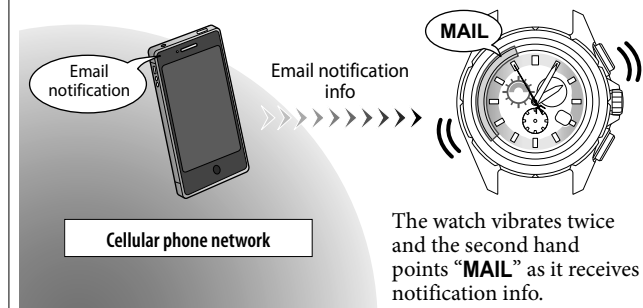 Email
notification
Email notification
info
MAIL
Cellular phone network
The watch vibrates twice
and the second hand
points “MAIL” as it receives
notification info.